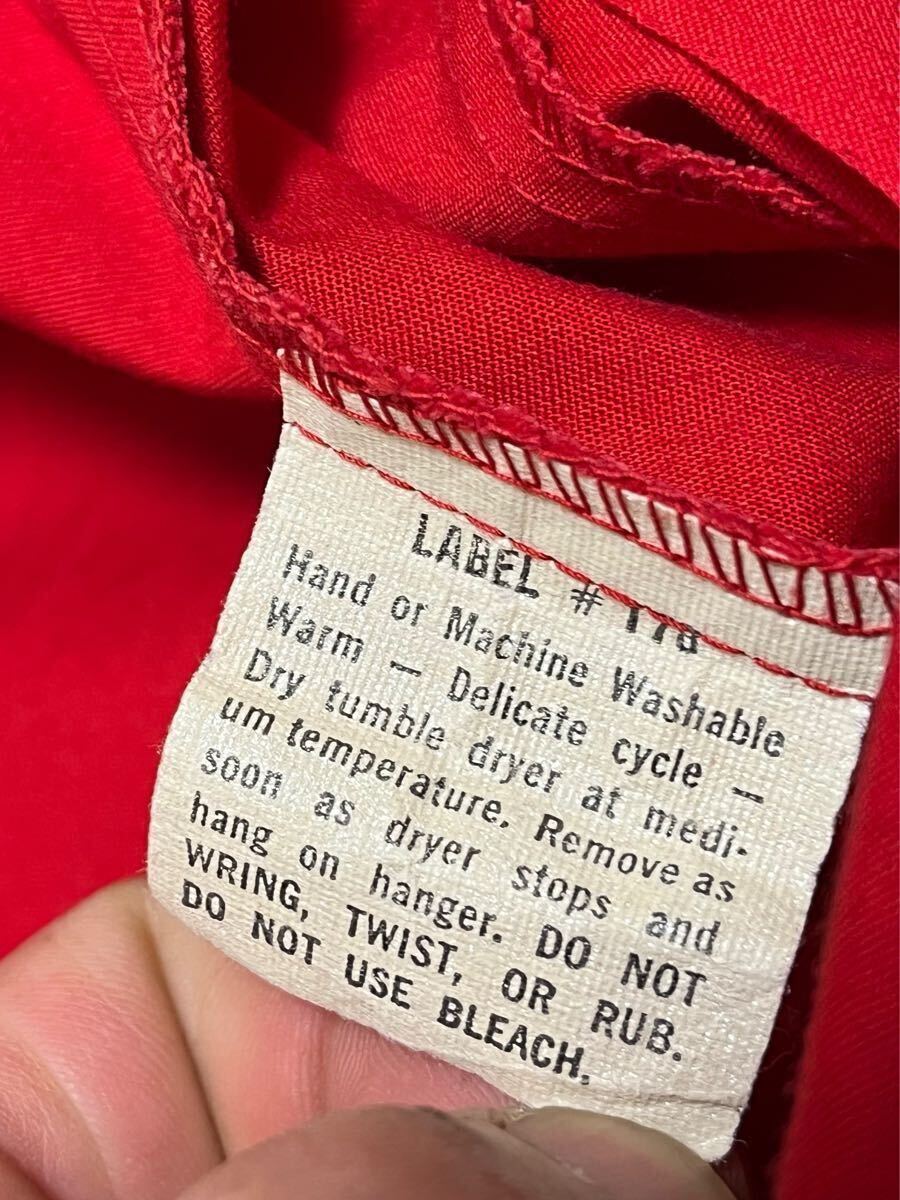 LABEL #
Hand or Machine Washable
Warm — Delicate cycle —
Dry tumble dryer at medi-
um temperature. Remove as
soon as dryer stops and
hang on hanger. DO NOT
WRING, TWIST, OR RUB.
DO NOT USE BLEACH.